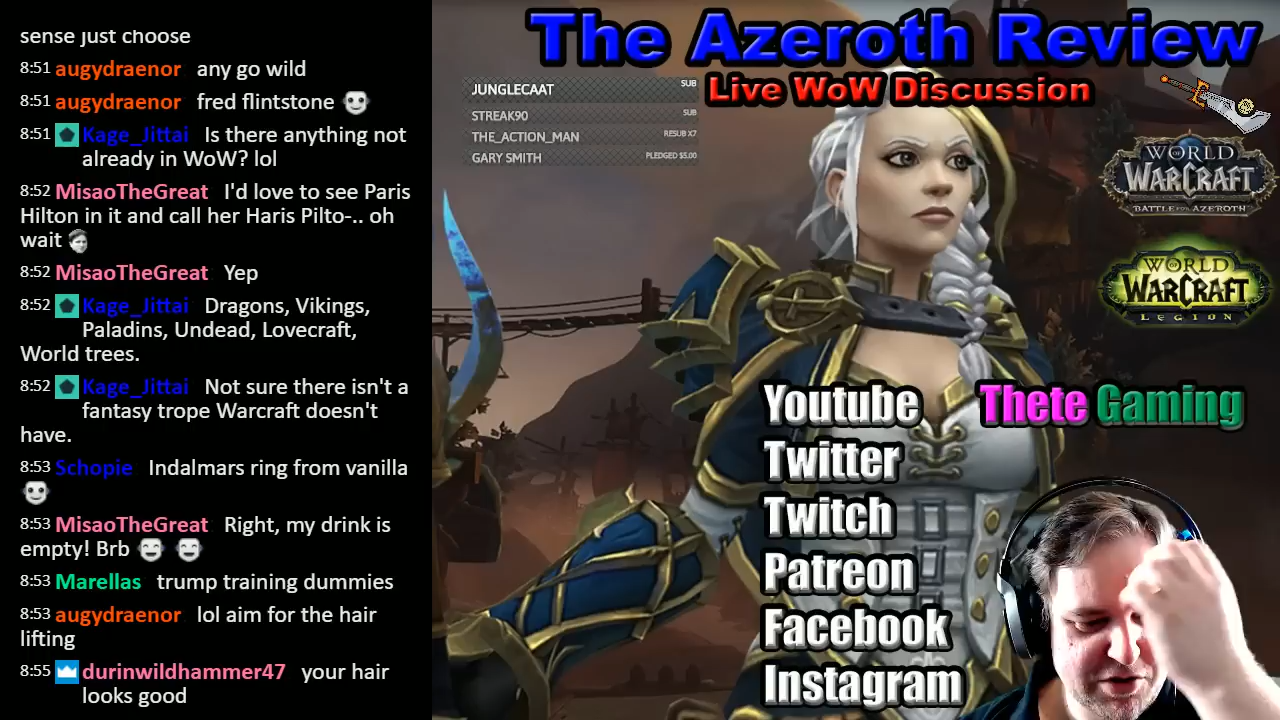 sense just choose
8:51 augydraenor any go wild
8:51 augydraenor fred flintstone
8:51 Kage_Jittai Is there anything not
already in WoW? lol
8:52 MisaoTheGreat I'd love to see Paris
Hilton in it and call her Haris Pilto-.. oh
wait
8:52 MisaoTheGreat Yep
8:52 Kage_Jittai Dragons, Vikings,
Paladins, Undead, Lovecraft,
World trees.
8:52 Kage_Jittai Not sure there isn't a
fantasy trope Warcraft doesn't
have.
8:53 Schopie Indalmars ring from vanilla
8:53 MisaoTheGreat Right, my drink is
empty! Brb
8:53 Marellas trump training dummies
8:53 augydraenor lol aim for the hair
lifting
8:55 durinwildhammer47 your hair
looks good
The Azeroth Review
Live WoW Discussion
JUNGLECAAT SUB
STREAK90 SUB
THE_ACTION_MAN RESUB X7
GARY SMITH PLEDGED $5.00
WORLD
OF
WARCRAFT
BATTLE FOR AZEROTH
WORLD
OF
WARCRAFT
LEGION
Youtube Thete Gaming
Twitter
Twitch
Patreon
Facebook
Instagram